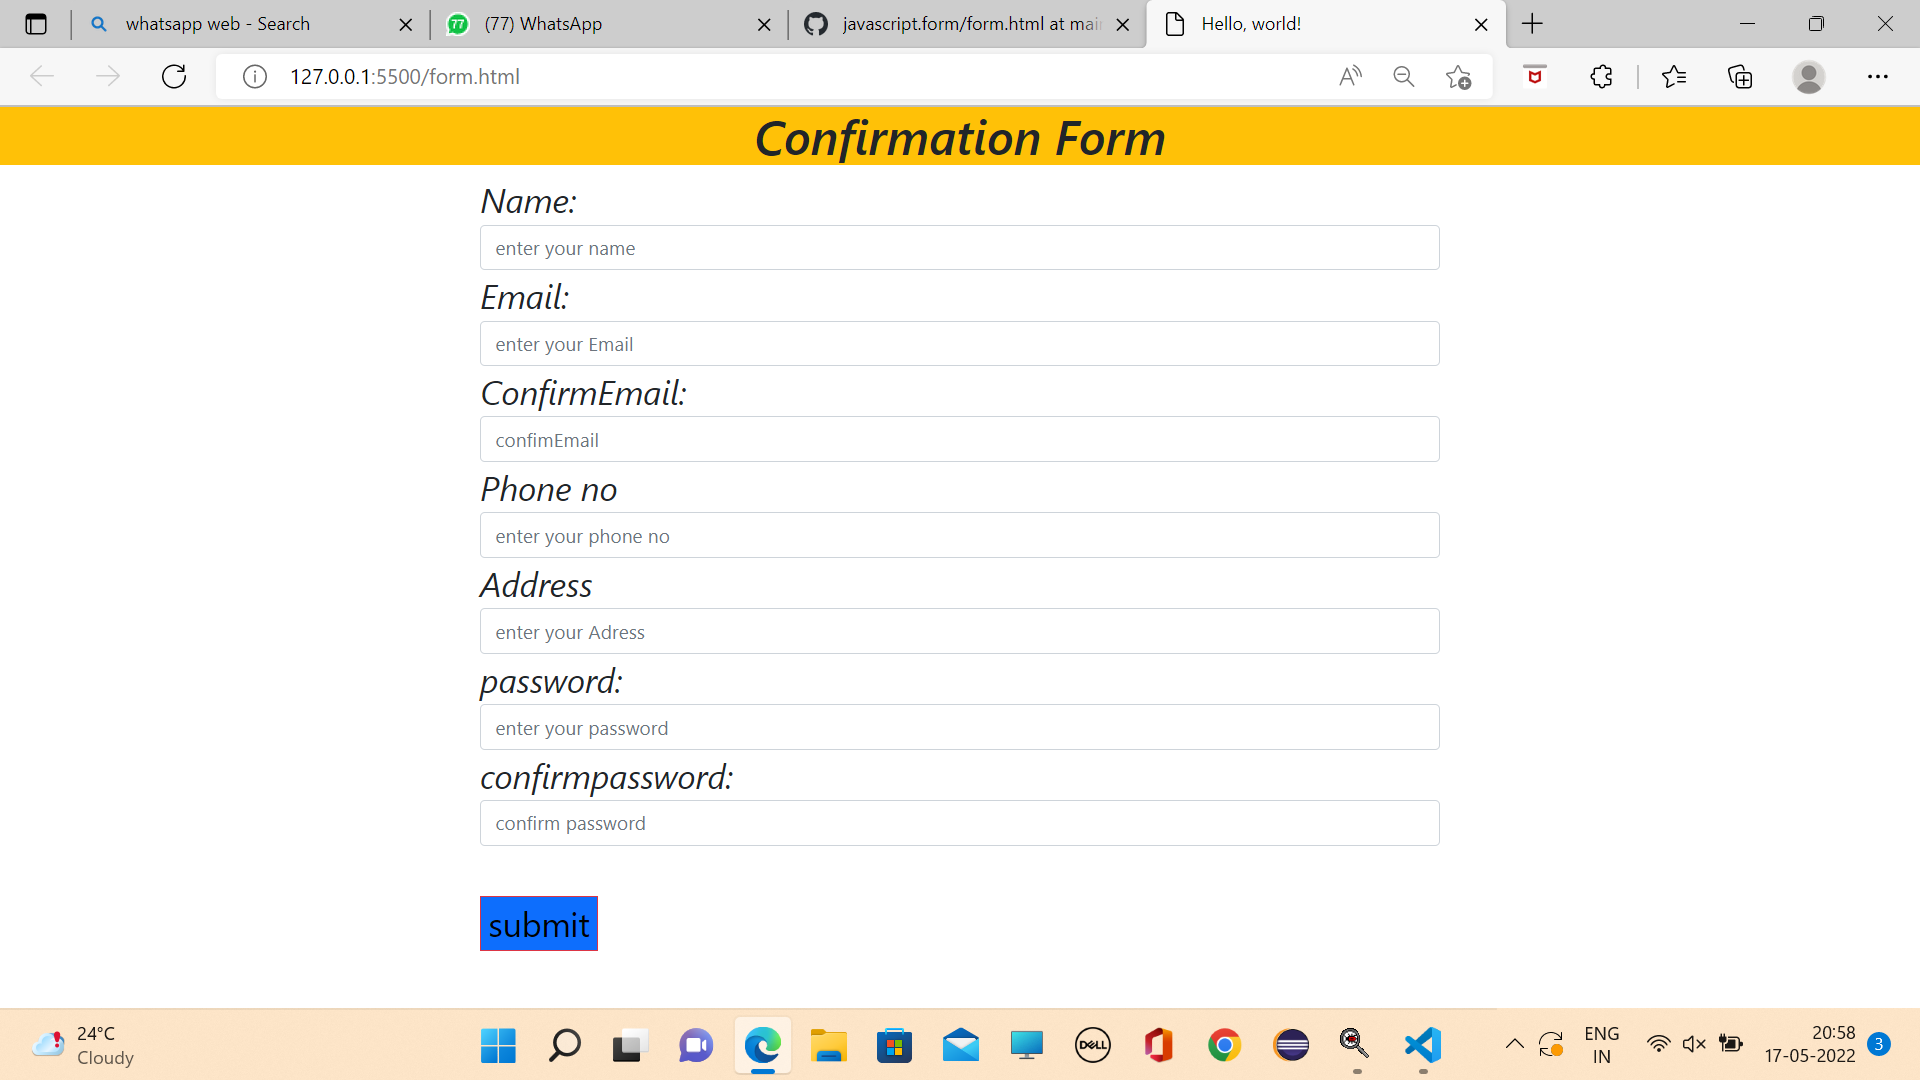 whatsapp web - Search
77
(77) WhatsApp
javascript.form/form.html at mai
Hello, world!
127.0.0.1:5500/form.html
Confirmation Form
Name:
enter your name
Email:
enter your Email
ConfirmEmail:
confimEmail
Phone no
enter your phone no
Address
enter your Adress
password:
enter your password
confirmpassword:
confirm password
submit
24°C
Cloudy
DELL
ENG
IN
20:58
17-05-2022
3